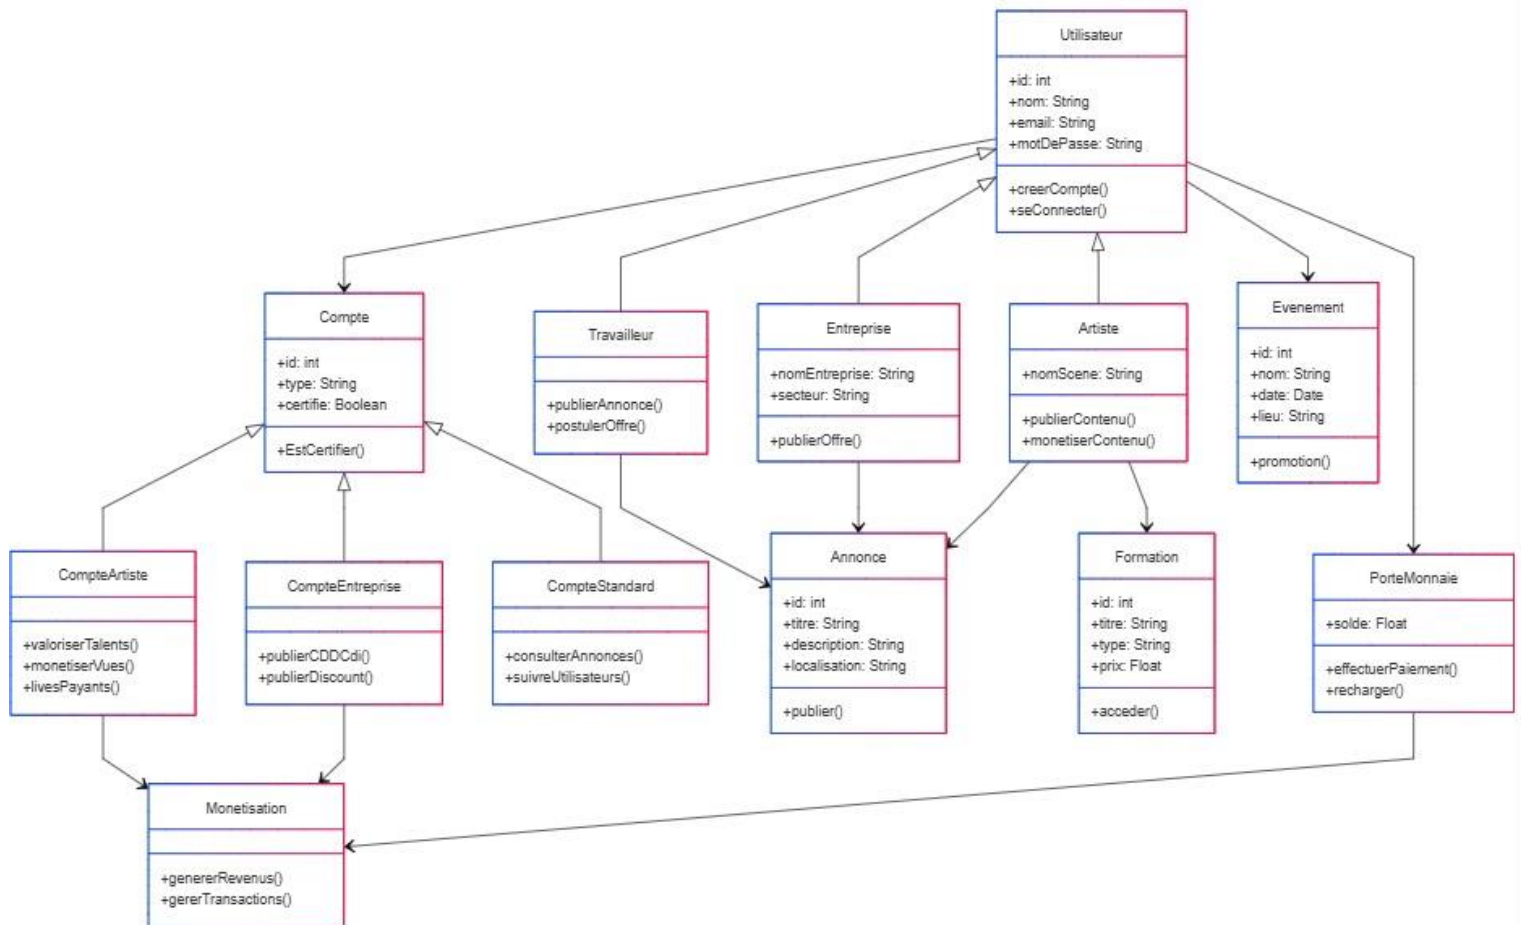 Utilisateur
+id: int
+nom: String
+email: String
+motDePasse: String
+creerCompte()
+seConnecter()
Compte
+id: int
+type: String
+certifie: Boolean
+EstCertifier()
Travailleur
+publierAnnonce()
+postulerOffre()
Entreprise
+nomEntreprise: String
+secteur: String
+publierOffre()
Artiste
+nomScene: String
+publierContenu()
+monetiserContenu()
Evenement
+id: int
+nom: String
+date: Date
+lieu: String
+promotion()
CompteArtiste
+valoriserTalents()
+monetiserVues()
+livesPayants()
CompteEntreprise
+publierCDDCdi()
+publierDiscount()
CompteStandard
+consulterAnnonces()
+suivreUtilisateurs()
Annonce
+id: int
+titre: String
+description: String
+localisation: String
+publier()
Formation
+id: int
+titre: String
+type: String
+prix: Float
+acceder()
PorteMonnaie
+solde: Float
+effectuerPaiement()
+recharger()
Monetisation
+genererRevenus()
+gererTransactions()